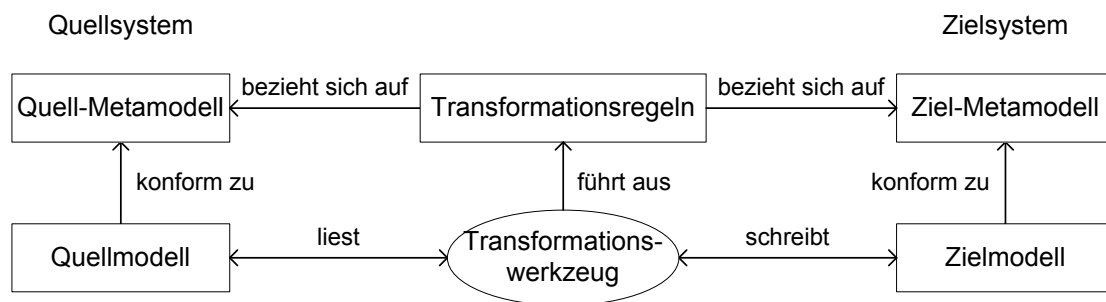 Quellsystem
Zielsystem
bezieht sich auf
bezieht sich auf
Quell-Metamodell
Transformationsregeln
Ziel-Metamodell
konform zu
führt aus
konform zu
liest
schreibt
Quellmodell
Transformations-
werkzeug
Zielmodell